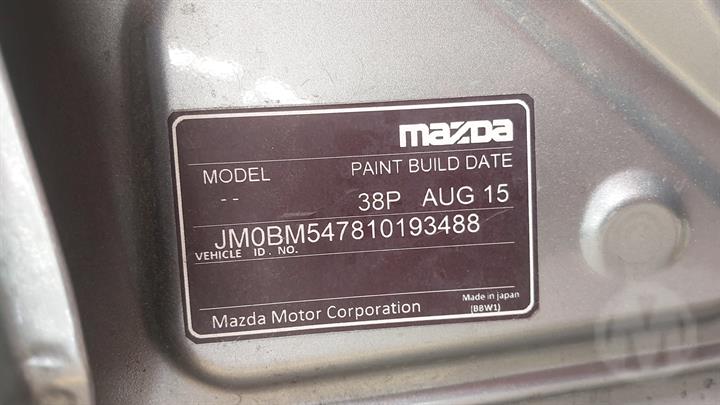 mazda
MODEL PAINT BUILD DATE
-- 38P AUG 15
JM0BM547810193488
VEHICLE ID. NO.
Mazda Motor Corporation Made in Japan
(BBW1)
M